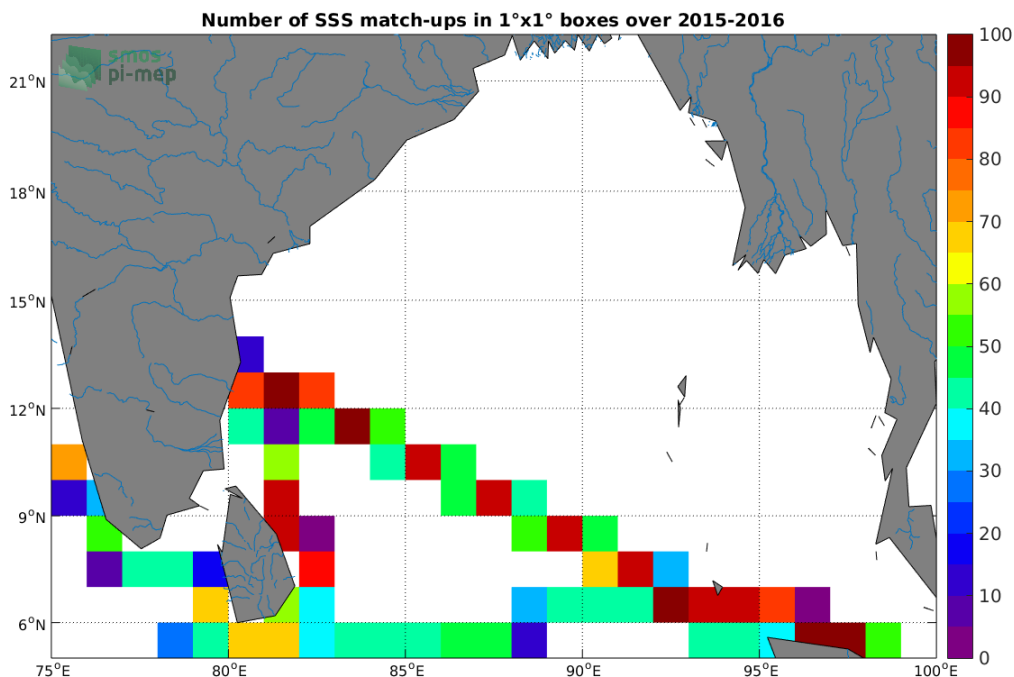 Number of SSS match-ups in 1°x1° boxes over 2015-2016
smos
pi-mep
21°N
18°N
15°N
12°N
9°N
6°N
75°E
80°E
85°E
90°E
95°E
100°E
100
90
80
70
60
50
40
30
20
10
0